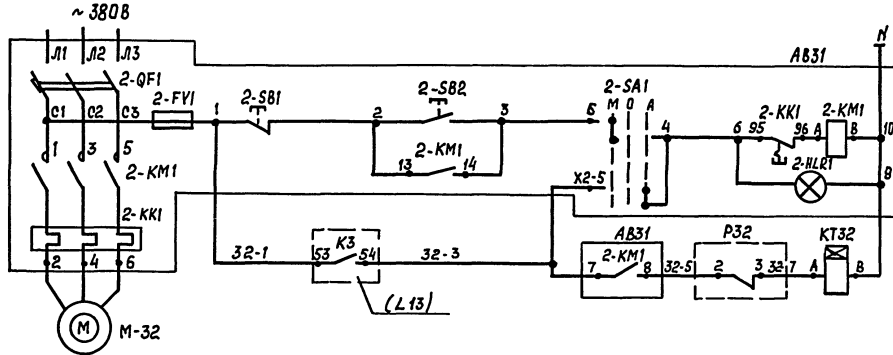 ~ 380В
Л1 Л2 Л3
N
АВ31
2-QF1
С1 С2 С3
2-FY1
1
2-SB1
2
2-SB2
3
Б
2-SA1
М О А
4
6
2-KK1
95 96
А
2-KM1
В
10
1 3 5
2-KM1
13 14
2-KM1
Х2-5
2-HLR1
В
2-KK1
2 4 6
32-1
53
К3
54
32-3
АВ31
7
2-KM1
8
32-5
Р32
2
3
32-7
А
КТ32
В
(L13)
М
М-32